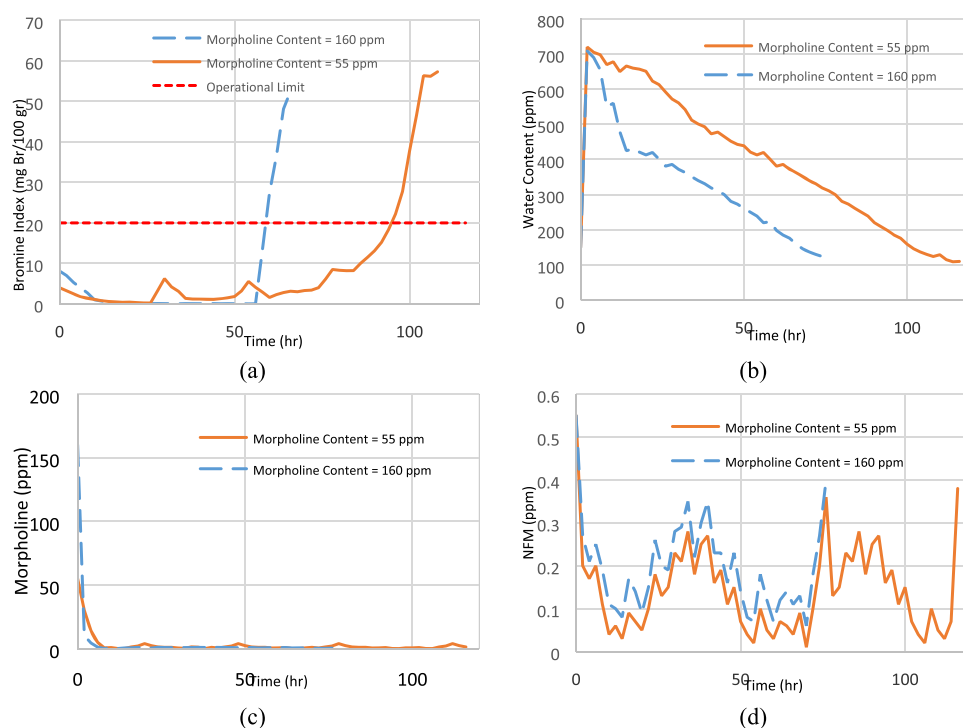 70
60
50
40
30
20
10
0
Bromine Index (mg Br/100 gr)
Morpholine Content = 160 ppm
Morpholine Content = 55 ppm
Operational Limit
0 50 100
Time (hr)
(a)
800
700
600
500
400
300
200
100
0
Water Content (ppm)
Morpholine Content = 55 ppm
Morpholine Content = 160 ppm
0 50 100
Time (hr)
(b)
200
150
100
50
0
Morpholine (ppm)
Morpholine Content = 55 ppm
Morpholine Content = 160 ppm
0 50 100
Time (hr)
(c)
0.6
0.5
0.4
0.3
0.2
0.1
0
NFM (ppm)
Morpholine Content = 55 ppm
Morpholine Content = 160 ppm
0 50 100
Time (hr)
(d)